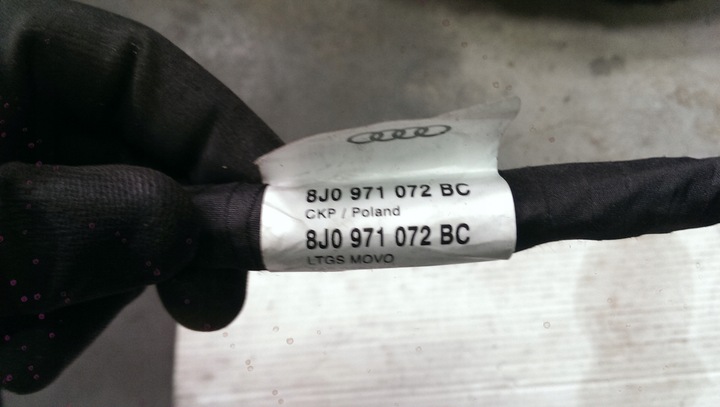 8J0 971 072 BC
CKP / Poland
8J0 971 072 BC
LTGS MOVO